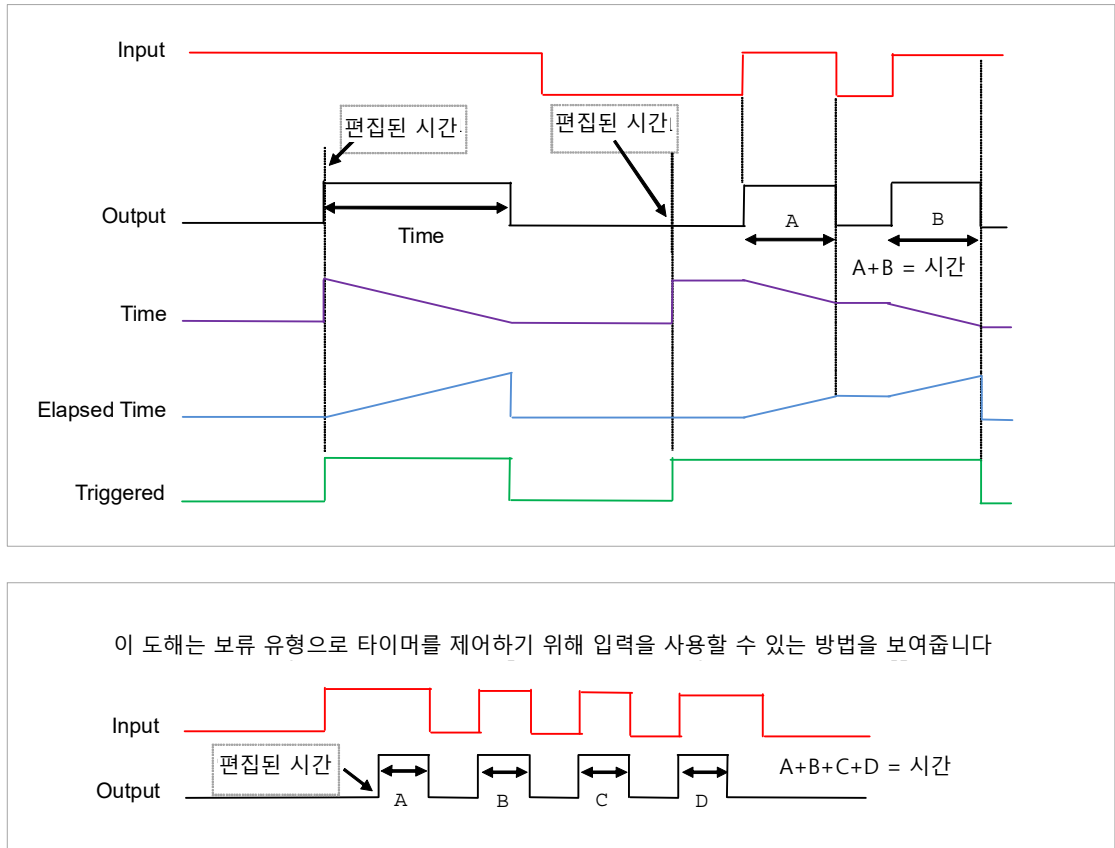 Input
편집된 시간
편집된 시간
Output
Time
A
B
A+B = 시간
Time
Elapsed Time
Triggered
이 도해는 보류 유형으로 타이머를 제어하기 위해 입력을 사용할 수 있는 방법을 보여줍니다
Input
편집된 시간
A+B+C+D = 시간
Output
A
B
C
D